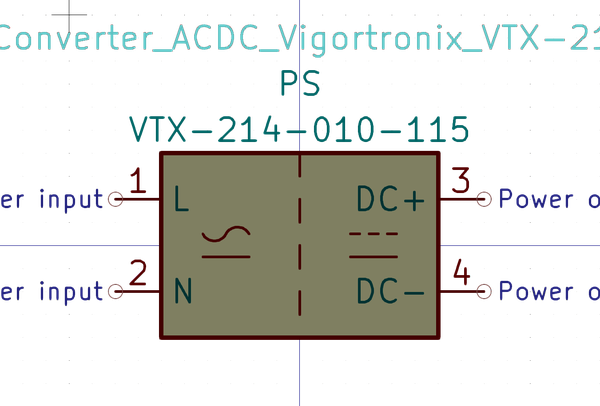 Converter_ACDC_Vigortronix_VTX-21
PS
VTX-214-010-115
er input 1 L DC+ 3 Power o
er input 2 N DC- 4 Power o